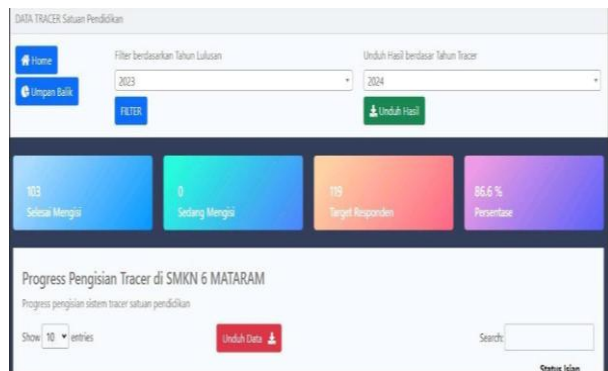 DATA TRACER Satuan Pendidikan
Home
Umpan Balik
Filter berdasarkan Tahun Lulusan
2023
FILTER
Unduh Hasil berdasar Tahun Tracer
2024
Unduh Hasil
103
Selesai Mengisi
0
Sedang Mengisi
119
Target Responden
86.6 %
Persentase
Progress Pengisian Tracer di SMKN 6 MATARAM
Progress pengisian sistem tracer satuan pendidikan
Show 10 entries
Unduh Data
Search:
Status Isian